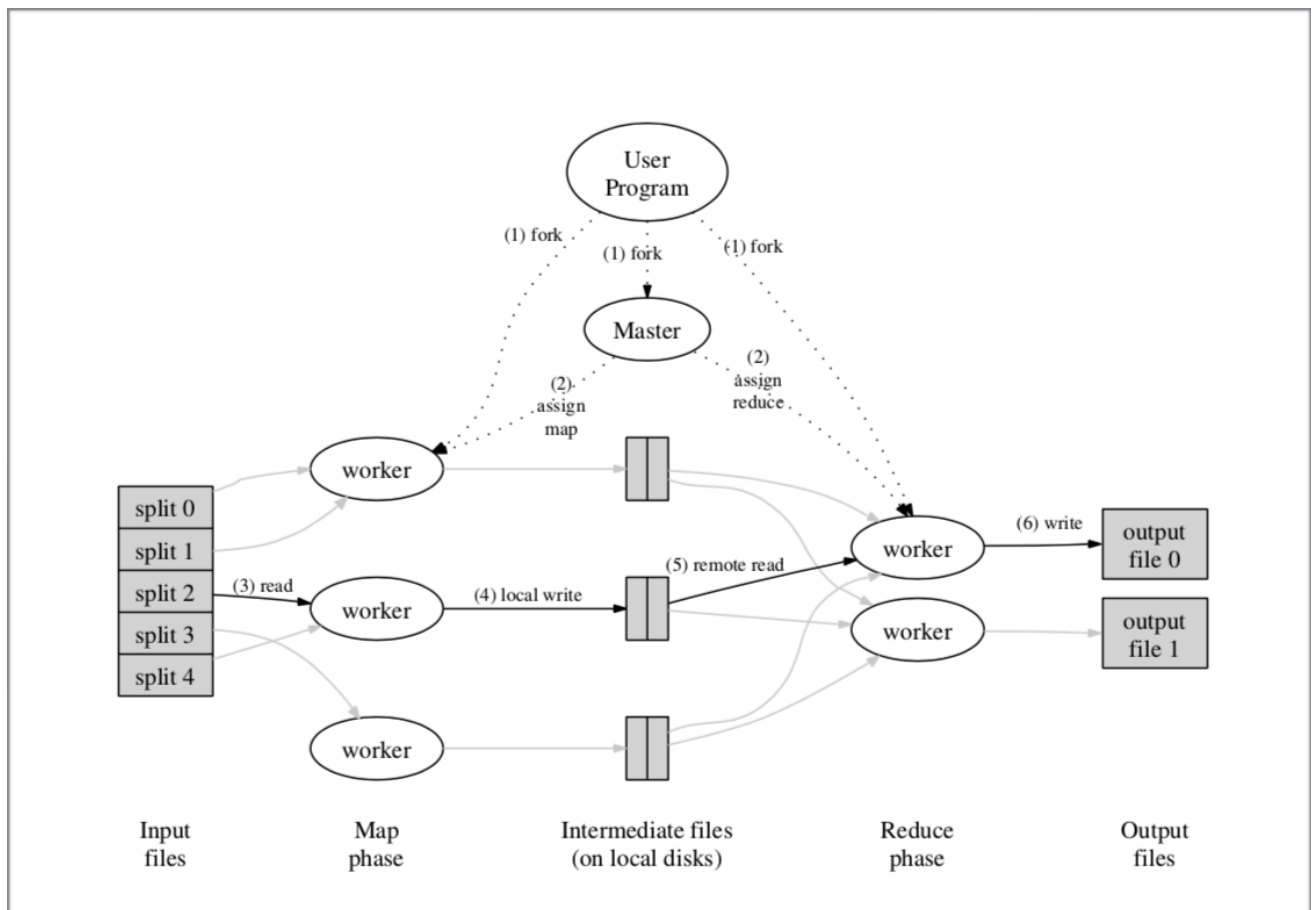 User
Program
(1) fork
(1) fork
(1) fork
Master
(2)
assign
map
(2)
assign
reduce
worker
split 0
split 1
split 2
split 3
split 4
(3) read
worker
(4) local write
worker
(5) remote read
worker
(6) write
output
file 0
worker
output
file 1
Input
files
Map
phase
Intermediate files
(on local disks)
Reduce
phase
Output
files